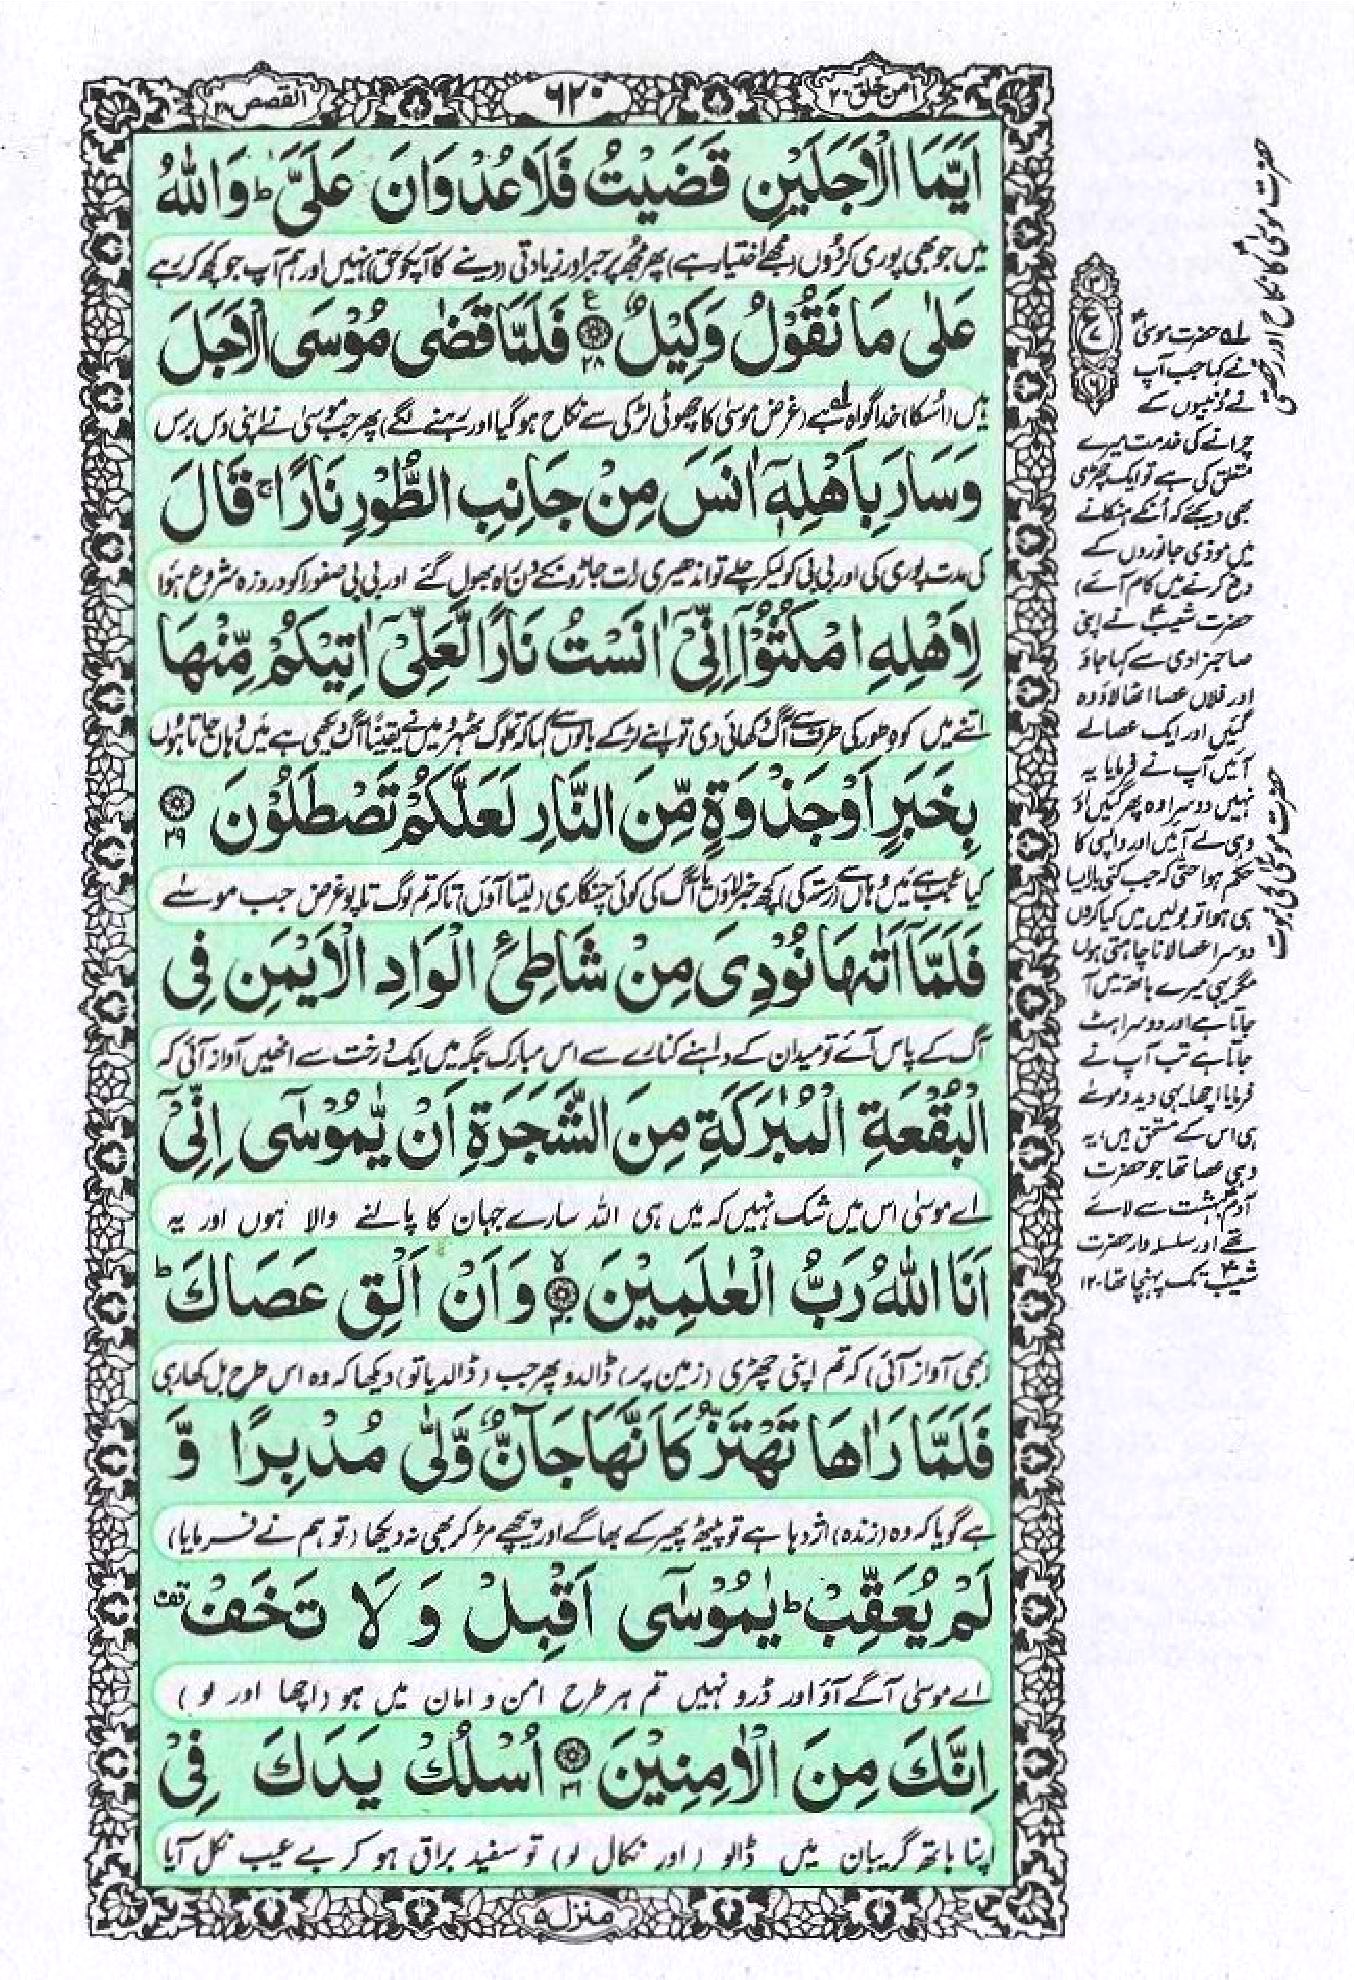 امن خلق ۲۰
۶۲۰
القصص ۲۸
اَیَّمَا الْاَجَلَیْنِ قَضَیْتُ فَلَا عُدْوَانَ عَلَیَّ ؕ وَاللّٰهُ
میں جو بھی پوری کر دوں (مجھے اختیار ہے) پھر مجھ پر جبر اور زیادتی (دینے کا آپکو حق) نہیں اور ہم آپ جو کچھ کر رہے
عَلٰی مَا نَقُوْلُ وَکِیْلٌ ۲۸ ع فَلَمَّا قَضٰی مُوْسَی الْاَجَلَ
ہیں (اسکا) خدا گواہ ہے (غرض موسیٰ کا چھوٹی لڑکی سے نکاح ہو گیا اور رہنے لگے) پھر جب موسیٰ نے اپنی دس برس
وَسَارَ بِاَهْلِهٖۤ اٰنَسَ مِنْ جَانِبِ الطُّوْرِ نَارًا ۚ قَالَ
کی مدت پوری کی اور بی بی کو لیکر چلے تو اندھیری رات جاڑونکے دن راہ بھول گئے اور بی بی صفورا کو درد زہ شروع ہؤا
لِاَهْلِهِ امْکُثُوْۤا اِنِّیْۤ اٰنَسْتُ نَارًا لَّعَلِّیْۤ اٰتِیْکُمْ مِّنْهَا
اتنے میں کوہ طور کی طرف سے آگ دکھائی دی تو اپنے لڑکے بالوں سے کہا کہ تم لوگ ٹھہرو میں نے یقیناً آگ دیکھی ہے میں وہاں جاتا ہوں
بِخَبَرٍ اَوْ جَذْوَةٍ مِّنَ النَّارِ لَعَلَّکُمْ تَصْطَلُوْنَ ۲۹
کیا عجب ہے میں وہاں سے (رستہ کی) کچھ خبر لاؤں یا آگ کی کوئی چنگاری (لیتا آؤں) تاکہ تم لوگ تاپو غرض جب موسےٰ
فَلَمَّاۤ اَتٰىهَا نُوْدِیَ مِنْ شَاطِئِ الْوَادِ الْاَیْمَنِ فِی
آگ کے پاس آئے تو میدان کے داہنے کنارے سے اس مبارک جگہ میں ایک درخت سے انھیں آواز آئی کہ
الْبُقْعَةِ الْمُبٰرَکَةِ مِنَ الشَّجَرَةِ اَنْ یّٰمُوْسٰۤی اِنِّیْۤ
اے موسیٰ اس میں شک نہیں کہ میں ہی اللہ سارے جہان کا پالنے والا ہوں اور یہ
اَنَا اللّٰهُ رَبُّ الْعٰلَمِیْنَ ۙ ۳۰ وَاَنْ اَلْقِ عَصَاكَ ؕ
(بھی آواز آئی) کہ تم اپنی چھڑی (زمین پر) ڈالدو پھر جب (ڈالدیا تو) دیکھا کہ وہ اس طرح بل کھا رہی
فَلَمَّا رَاٰهَا تَهْتَزُّ کَاَنَّهَا جَآنٌّ وَّلّٰی مُدْبِرًا وَّ
ہے گویا کہ وہ (زندہ) اژدہا ہے تو پیٹھ پھیر کے بھاگے اور پیچھے مڑ کر بھی نہ دیکھا (تو ہم نے فرمایا)
لَمْ یُعَقِّبْ ؕ یٰمُوْسٰۤی اَقْبِلْ وَلَا تَخَفْ قف
اے موسیٰ آگے آؤ اور ڈرو نہیں تم ہر طرح امن و امان میں ہو (اچھا اور لو)
اِنَّكَ مِنَ الْاٰمِنِیْنَ ۳۱ اُسْلُكْ یَدَكَ فِیْ
اپنا ہاتھ گریبان میں ڈالو (اور نکال لو) تو سفید براق ہو کر بے عیب نکل آیا
منزل ۵
حضرت موسیٰؑ کا نکاح اور رخصتی
۳
ع ۷
۶
لہ حضرت موسیٰؑ
نے کہا جب آپ
نے دنبیوں کے
چرانے کی خدمت میرے
متعلق کی ہے تو ایک چھڑی
بھی دیجئے کہ انکے ہنکانے
میں موذی جانوروں کے
دفع کرنے میں کام آئے)
حضرت شعیبؑ نے اپنی
صاحبزادی سے کہا جاؤ
اور فلاں عصا اٹھا لاؤ وہ
گئیں اور ایک عصا لے
آئیں آپ نے فرمایا یہ
نہیں دوسرا وہ پھر گئیں اور
وہی لے آئیں اور واپسی کا
حکم ہوا حتیٰ کہ جب کئی بار ایسا
ہی ہوا تو بولیں میں کیا کروں
دوسرا عصا لانا چاہتی ہوں
مگر یہی میرے ہاتھ میں آ
جاتا ہے اور دوسرا ہٹ
جاتا ہے تب آپ نے
فرمایا اچھا یہی دیدو موسےٰ
ہی اس کے مستحق ہیں، یہ
وہی عصا تھا جو حضرت
آدمؑ بہشت سے لائے
تھے اور سلسلہ وار حضرت
شعیبؑ تک پہنچا تھا ۱۲
حضرت موسیٰؑ کی نبوت